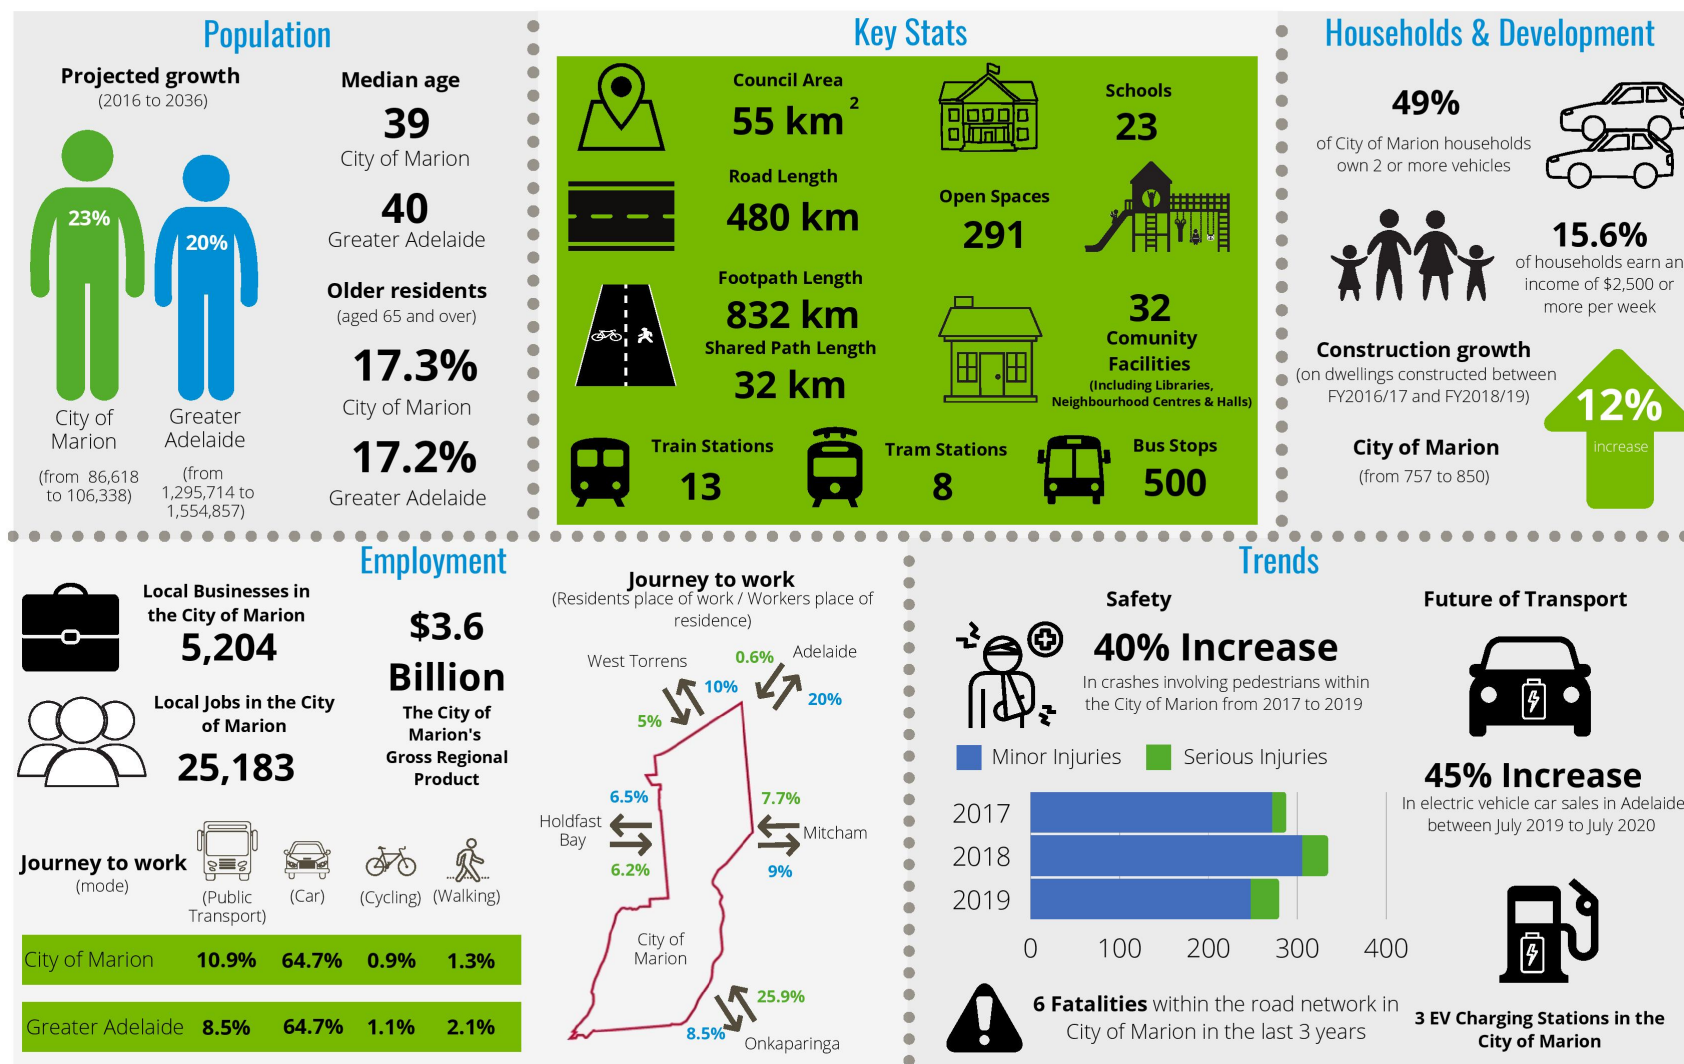 Population
Projected growth
(2016 to 2036)
23%
20%
City of
Marion
(from 86,618
to 106,338)
Greater
Adelaide
(from
1,295,714 to
1,554,857)
Median age
39
City of Marion
40
Greater Adelaide
Older residents
(aged 65 and over)
17.3%
City of Marion
17.2%
Greater Adelaide
Key Stats
Council Area
55 km²
Road Length
480 km
Footpath Length
832 km
Shared Path Length
32 km
Schools
23
Open Spaces
291
32
Comunity
Facilities
(Including Libraries,
Neighbourhood Centres & Halls)
Train Stations
13
Tram Stations
8
Bus Stops
500
Households & Development
49%
of City of Marion households
own 2 or more vehicles
15.6%
of households earn an
income of $2,500 or
more per week
Construction growth
(on dwellings constructed between
FY2016/17 and FY2018/19)
City of Marion
(from 757 to 850)
12%
increase
Employment
Local Businesses in
the City of Marion
5,204
Local Jobs in the City
of Marion
25,183
$3.6
Billion
The City of
Marion's
Gross Regional
Product
Journey to work
(mode)
(Public
Transport)
(Car)
(Cycling)
(Walking)
City of Marion 10.9% 64.7% 0.9% 1.3%
Greater Adelaide 8.5% 64.7% 1.1% 2.1%
Journey to work
(Residents place of work / Workers place of
residence)
West Torrens
10%
5%
0.6%
Adelaide
20%
6.5%
Holdfast
Bay
6.2%
7.7%
Mitcham
9%
City of
Marion
25.9%
8.5%
Onkaparinga
Trends
Safety
40% Increase
In crashes involving pedestrians within
the City of Marion from 2017 to 2019
Minor Injuries
Serious Injuries
2017
2018
2019
0 100 200 300 400
6 Fatalities within the road network in
City of Marion in the last 3 years
Future of Transport
45% Increase
In electric vehicle car sales in Adelaide
between July 2019 to July 2020
3 EV Charging Stations in the
City of Marion